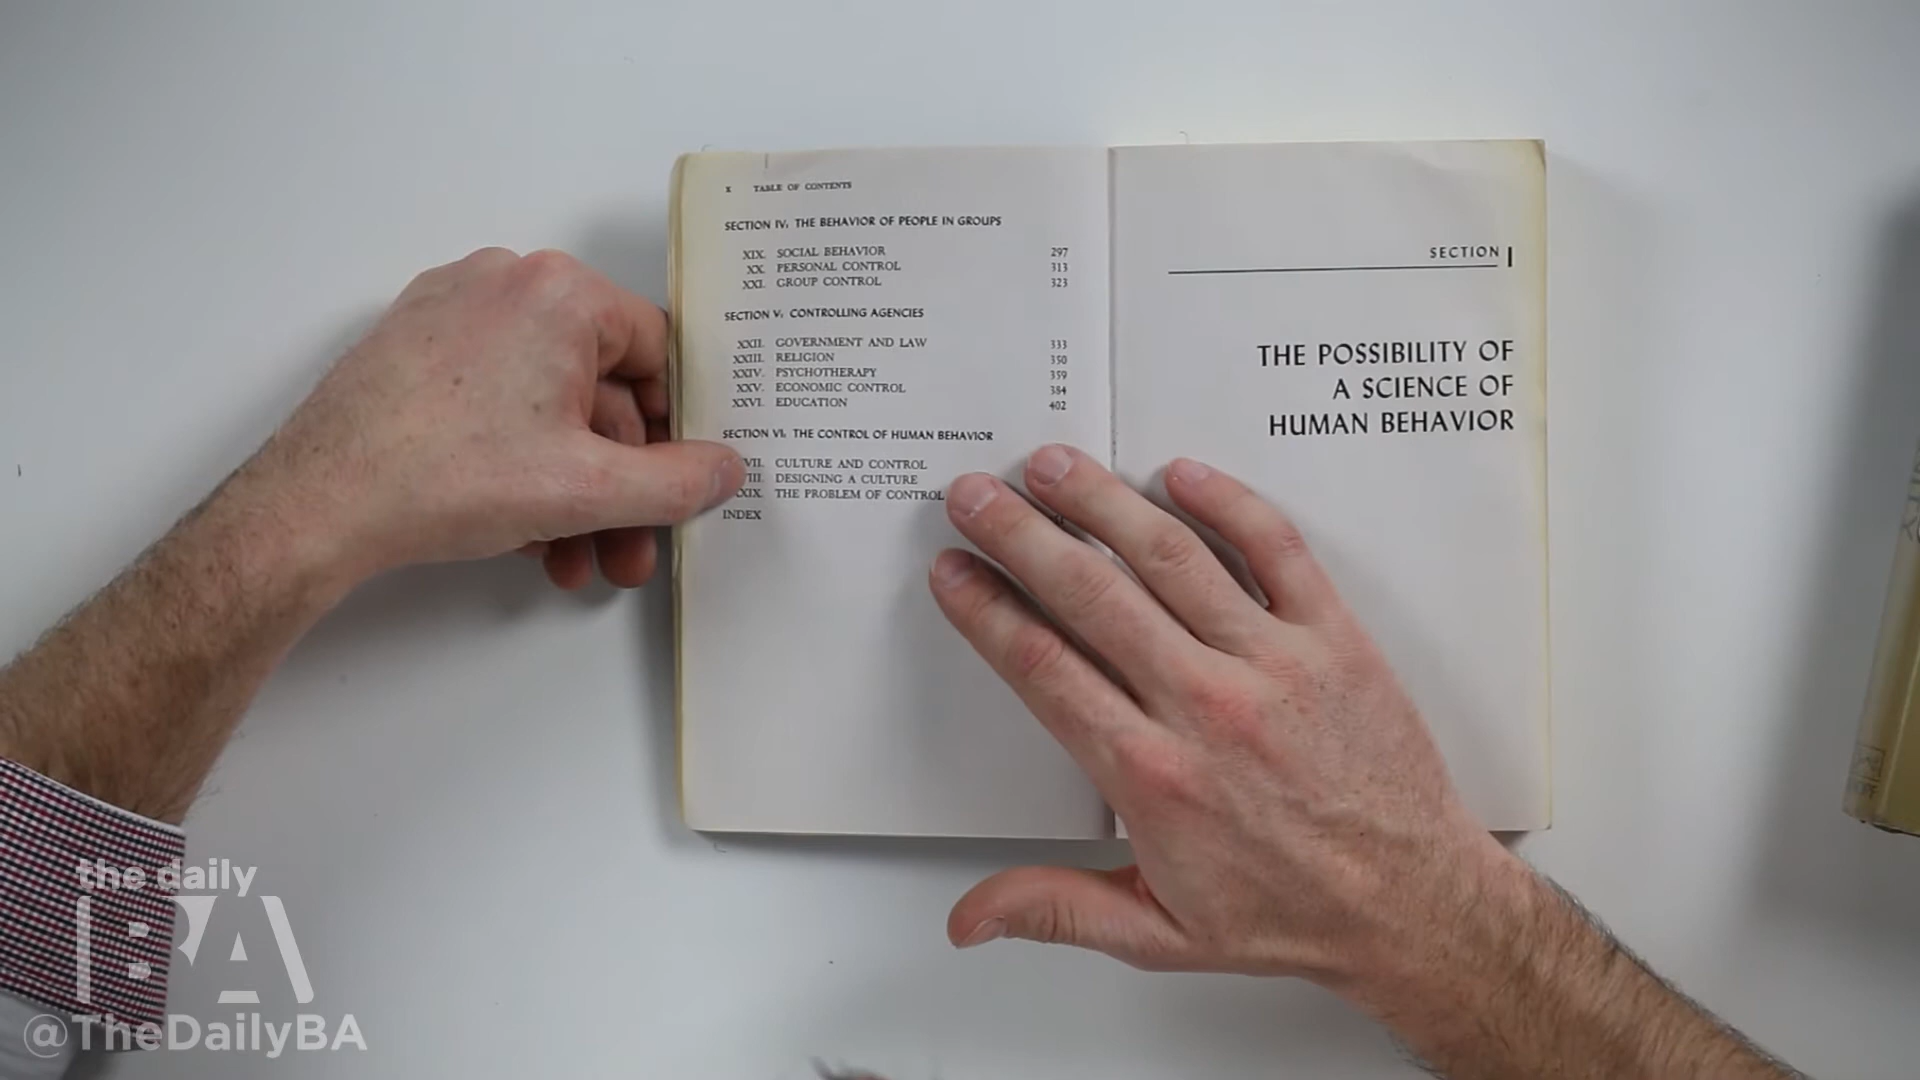 X TABLE OF CONTENTS
SECTION IV. THE BEHAVIOR OF PEOPLE IN GROUPS
XIX. SOCIAL BEHAVIOR 297
XX. PERSONAL CONTROL 313
XXI. GROUP CONTROL 323
SECTION V. CONTROLLING AGENCIES
XXII. GOVERNMENT AND LAW 333
XXIII. RELIGION 350
XXIV. PSYCHOTHERAPY 359
XXV. ECONOMIC CONTROL 384
XXVI. EDUCATION 402
SECTION VI. THE CONTROL OF HUMAN BEHAVIOR
VII. CULTURE AND CONTROL
VIII. DESIGNING A CULTURE
XXIX. THE PROBLEM OF CONTROL
INDEX
SECTION I
THE POSSIBILITY OF
A SCIENCE OF
HUMAN BEHAVIOR
the daily
BA
@TheDailyBA